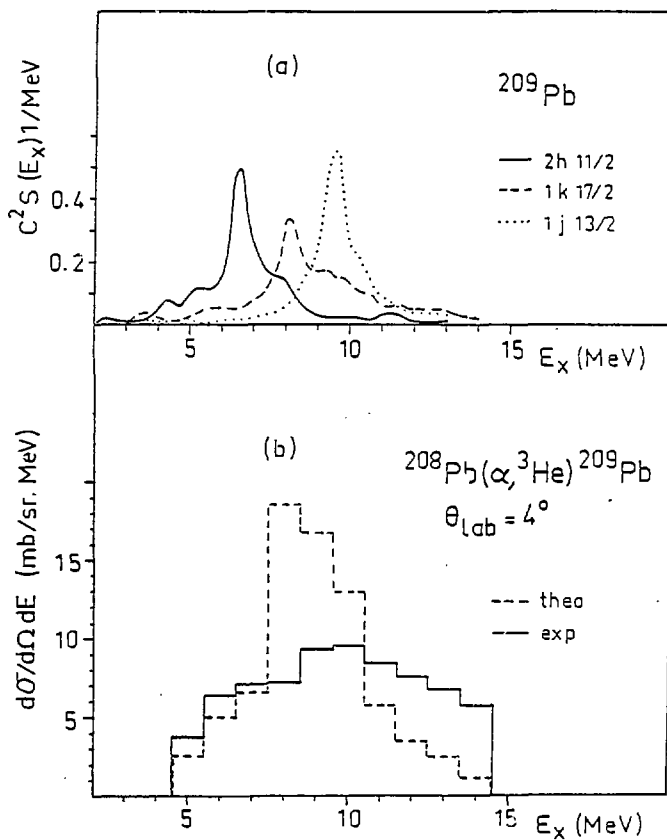 (a)
²⁰⁹Pb
2h 11/2
1k 17/2
1j 13/2
C²S(Eₓ)1/MeV
0.4
0.2
5
10
15
Eₓ (MeV)
(b)
²⁰⁸Pb(α,³He)²⁰⁹Pb
θlab = 4°
theo
exp
dσ/dΩdE (mb/sr. MeV)
15
10
5
5
10
15
Eₓ (MeV)